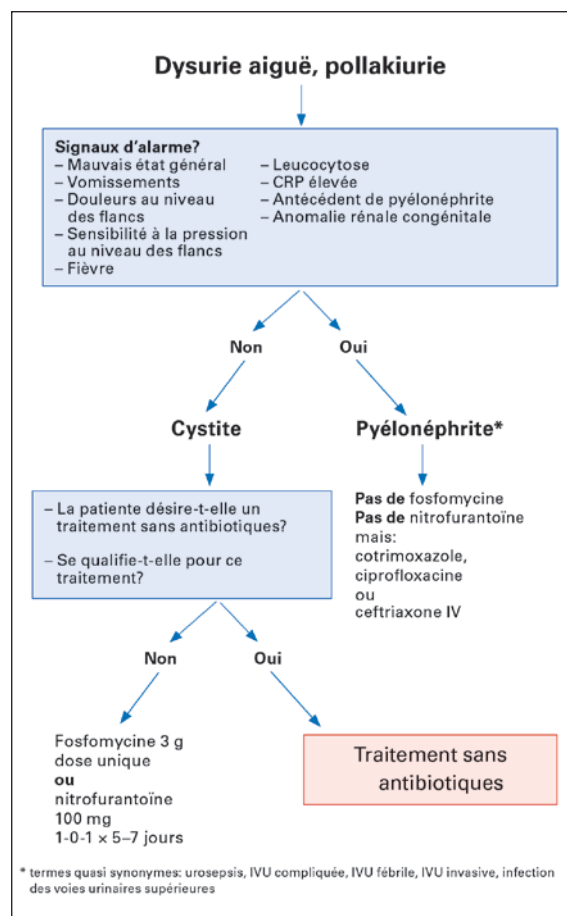 Dysurie aiguë, pollakiurie
Signaux d'alarme?
– Mauvais état général
– Vomissements
– Douleurs au niveau
des flancs
– Sensibilité à la pression
au niveau des flancs
– Fièvre
– Leucocytose
– CRP élevée
– Antécédent de pyélonéphrite
– Anomalie rénale congénitale
Non
Oui
Cystite
Pyélonéphrite*
– La patiente désire-t-elle un
traitement sans antibiotiques?
– Se qualifie-t-elle pour ce
traitement?
Pas de fosfomycine
Pas de nitrofurantoïne
mais:
cotrimoxazole,
ciprofloxacine
ou
ceftriaxone IV
Non
Oui
Fosfomycine 3 g
dose unique
ou
nitrofurantoïne
100 mg
1-0-1 × 5–7 jours
Traitement sans
antibiotiques
* termes quasi synonymes: urosepsis, IVU compliquée, IVU fébrile, IVU invasive, infection
des voies urinaires supérieures